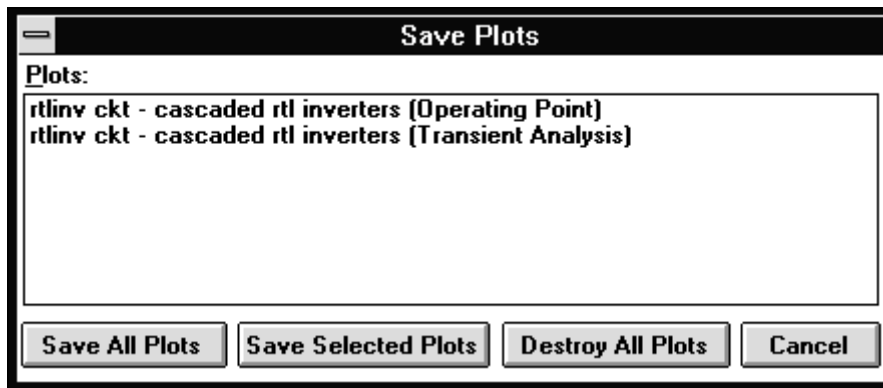 Save Plots
Plots:
rtlinv ckt - cascaded rtl inverters (Operating Point)
rtlinv ckt - cascaded rtl inverters (Transient Analysis)
Save All Plots Save Selected Plots Destroy All Plots Cancel